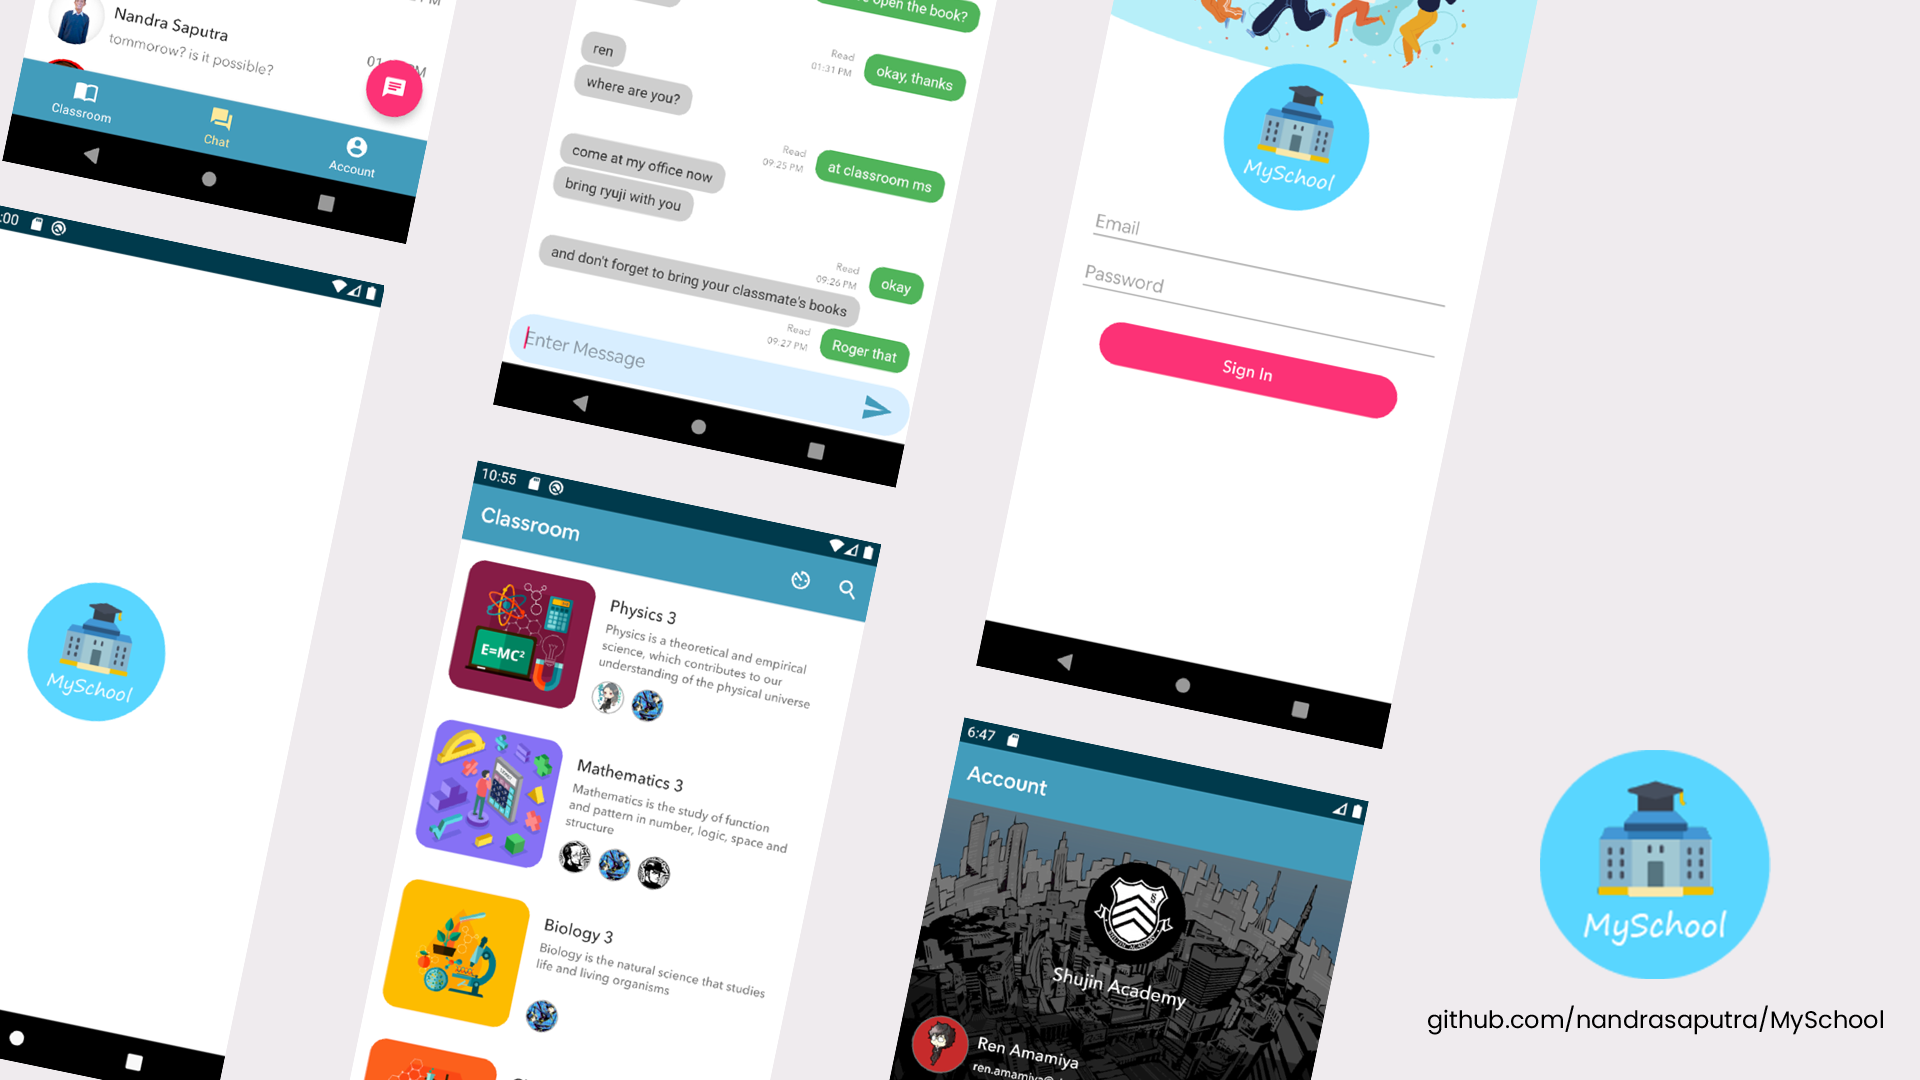 Nandra Saputra
tommorow? is it possible?
Classroom
Chat
Account
:00
MySchool
open the book?
ren
where are you?
Read
01:31 PM
okay, thanks
come at my office now
bring ryuji with you
Read
09:25 PM
at classroom ms
and don't forget to bring your classmate's books
Read
09:26 PM
okay
Read
09:27 PM
Roger that
Enter Message
10:55
Classroom
E=MC²
Physics 3
Physics is a theoretical and empirical
science, which contributes to our
understanding of the physical universe
Mathematics 3
Mathematics is the study of function
and pattern in number, logic, space and
structure
Biology 3
Biology is the natural science that studies
life and living organisms
MySchool
Email
Password
Sign In
6:47
Account
Shujin Academy
Ren Amamiya
MySchool
github.com/nandrasaputra/MySchool